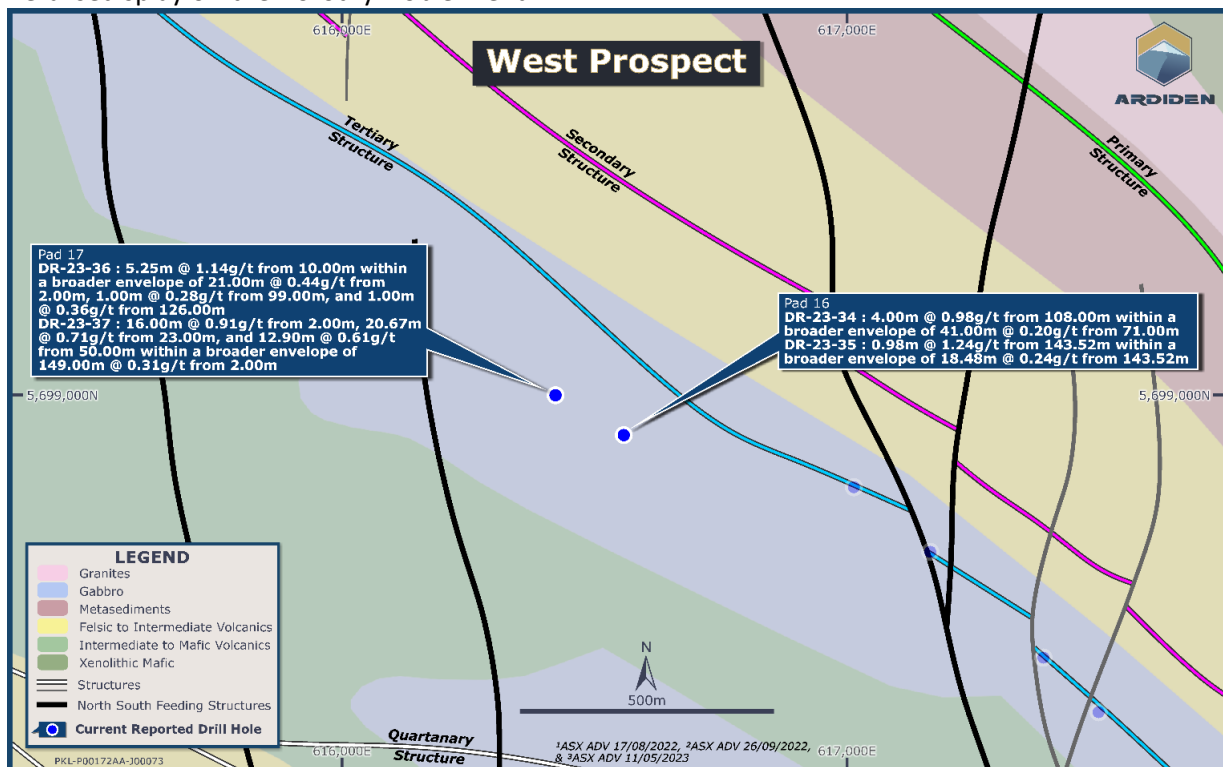 616,000E
617,000E
West Prospect
ARDIDEN
Tertiary
Structure
Secondary
Structure
Primary
Structure
Pad 17
DR-23-36 : 5.25m @ 1.14g/t from 10.00m within
a broader envelope of 21.00m @ 0.44g/t from
2.00m, 1.00m @ 0.28g/t from 99.00m, and 1.00m
@ 0.36g/t from 126.00m
DR-23-37 : 16.00m @ 0.91g/t from 2.00m, 20.67m
@ 0.71g/t from 23.00m, and 12.90m @ 0.61g/t
from 50.00m within a broader envelope of
149.00m @ 0.31g/t from 2.00m
Pad 16
DR-23-34 : 4.00m @ 0.98g/t from 108.00m within a
broader envelope of 41.00m @ 0.20g/t from 71.00m
DR-23-35 : 0.98m @ 1.24g/t from 143.52m within a
broader envelope of 18.48m @ 0.24g/t from 143.52m
5,699,000N
5,699,000N
LEGEND
Granites
Gabbro
Metasediments
Felsic to Intermediate Volcanics
Intermediate to Mafic Volcanics
Xenolithic Mafic
Structures
North South Feeding Structures
Current Reported Drill Hole
N
500m
Quartanary
Structure
616,000E
617,000E
¹ASX ADV 17/08/2022, ²ASX ADV 26/09/2022,
& ³ASX ADV 11/05/2023
PKL-P00172AA-J00073